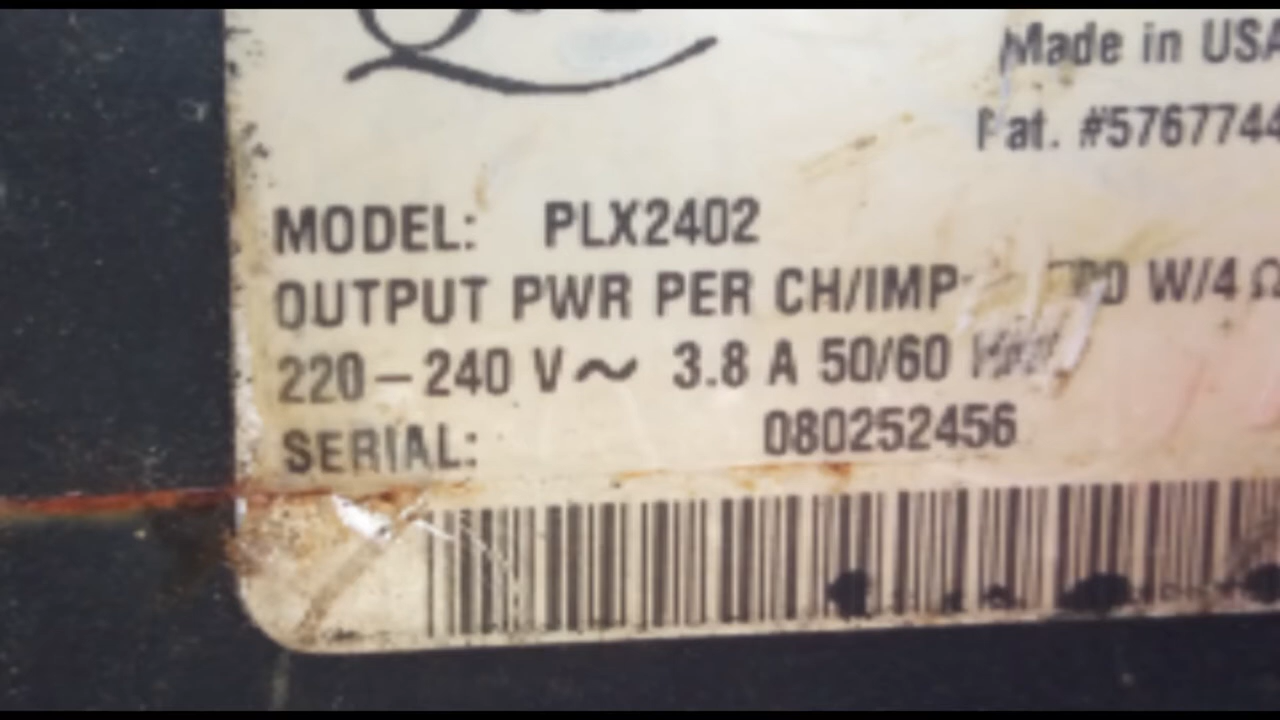 Made in USA
Pat. #5767744
MODEL: PLX2402
OUTPUT PWR PER CH/IMP W/4 Ω
220–240 V~ 3.8 A 50/60
SERIAL: 080252456